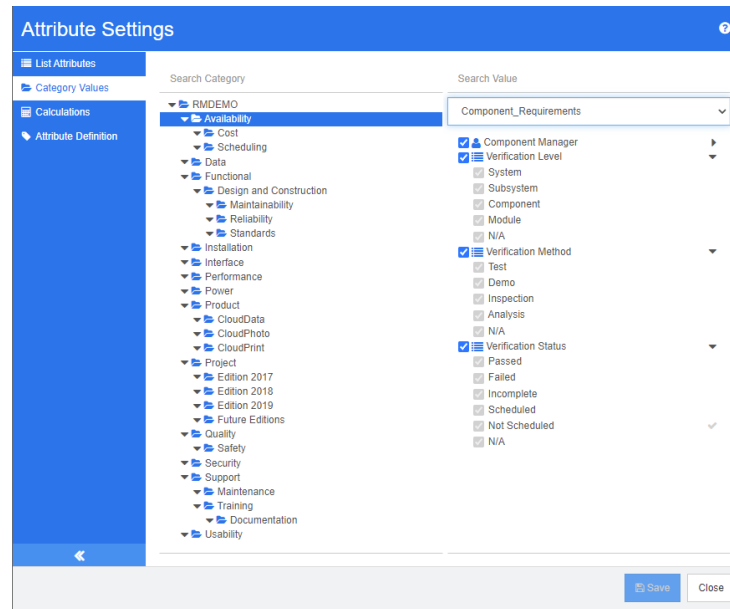 Attribute Settings
List Attributes
Category Values
Calculations
Attribute Definition
Search Category
RMDEMO
Availability
Cost
Scheduling
Data
Functional
Design and Construction
Maintainability
Reliability
Standards
Installation
Interface
Performance
Power
Product
CloudData
CloudPhoto
CloudPrint
Project
Edition 2017
Edition 2018
Edition 2019
Future Editions
Quality
Safety
Security
Support
Maintenance
Training
Documentation
Usability
Search Value
Component_Requirements
Component Manager
Verification Level
System
Subsystem
Component
Module
N/A
Verification Method
Test
Demo
Inspection
Analysis
N/A
Verification Status
Passed
Failed
Incomplete
Scheduled
Not Scheduled
N/A
Save
Close